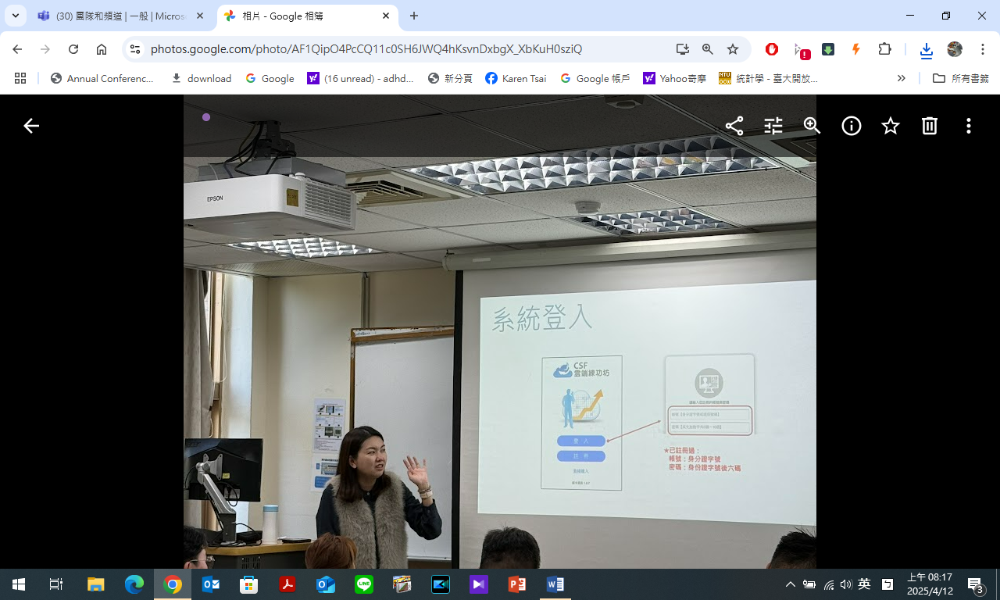 (30) 團隊和頻道 | 一般 | Micros
相片 - Google 相簿
photos.google.com/photo/AF1QipO4PcCQ11c0SH6JWQ4hKsvnDxbgX_XbKuH0sziQ
Annual Conferenc...
download
Google
(16 unread) - adhd...
新分頁
Karen Tsai
Google 帳戶
Yahoo奇摩
NTU OCW
統計學 - 臺大開放...
所有書籤
EPSON
系統登入
CSF
雲端練功坊
登 入
註 冊
★已註冊過：
帳號：身分證字號
密碼：身份證字號後六碼
英
上午 08:17
2025/4/12
3